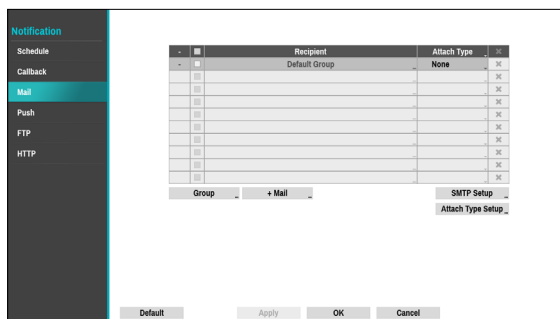 Notification
Schedule
Callback
Mail
Push
FTP
HTTP
- Recipient Attach Type ×
- Default Group None ×
Group + Mail SMTP Setup
Attach Type Setup
Default Apply OK Cancel